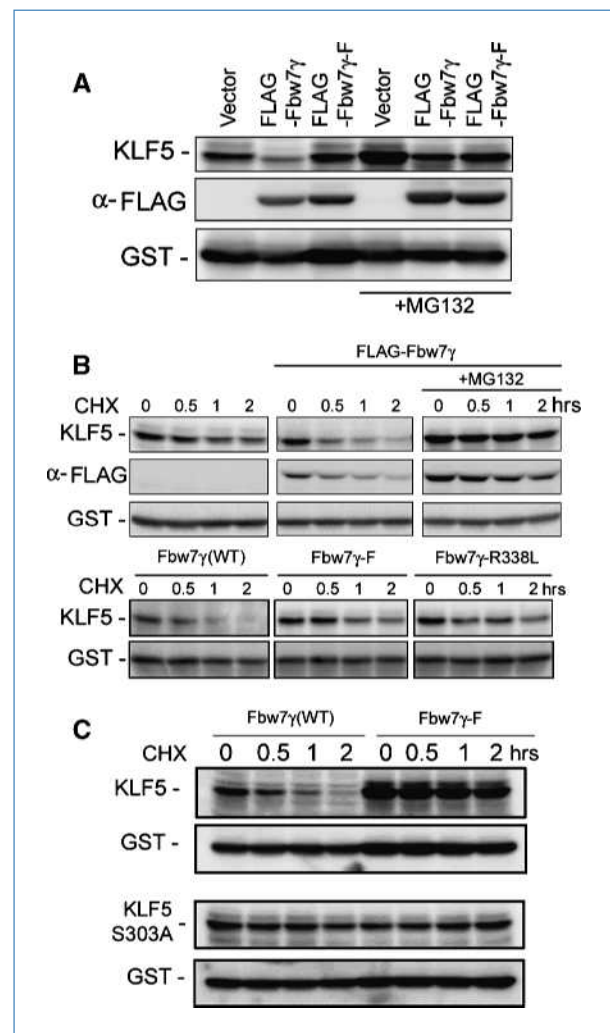 A
Vector
FLAG
-Fbw7γ
FLAG
-Fbw7γ-F
Vector
FLAG
-Fbw7γ
FLAG
-Fbw7γ-F
KLF5 -
α-FLAG
GST -
+MG132
B
FLAG-Fbw7γ
+MG132
CHX 0 0.5 1 2 0 0.5 1 2 0 0.5 1 2 hrs
KLF5 -
α-FLAG
GST -
Fbw7γ(WT) Fbw7γ-F Fbw7γ-R338L
CHX 0 0.5 1 2 0 0.5 1 2 0 0.5 1 2 hrs
KLF5 -
GST -
C
Fbw7γ(WT) Fbw7γ-F
CHX 0 0.5 1 2 0 0.5 1 2 hrs
KLF5 -
GST -
KLF5 -
S303A
GST -